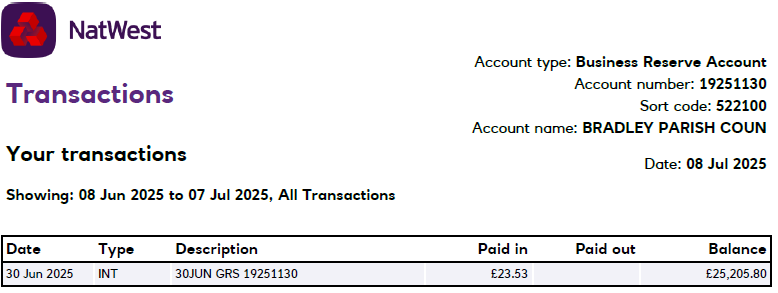 NatWest
Account type: Business Reserve Account
Account number: 19251130
Sort code: 522100
Account name: BRADLEY PARISH COUN
Date: 08 Jul 2025
Transactions
Your transactions
Showing: 08 Jun 2025 to 07 Jul 2025, All Transactions
Date Type Description Paid in Paid out Balance
30 Jun 2025 INT 30JUN GRS 19251130 £23.53 £25,205.80